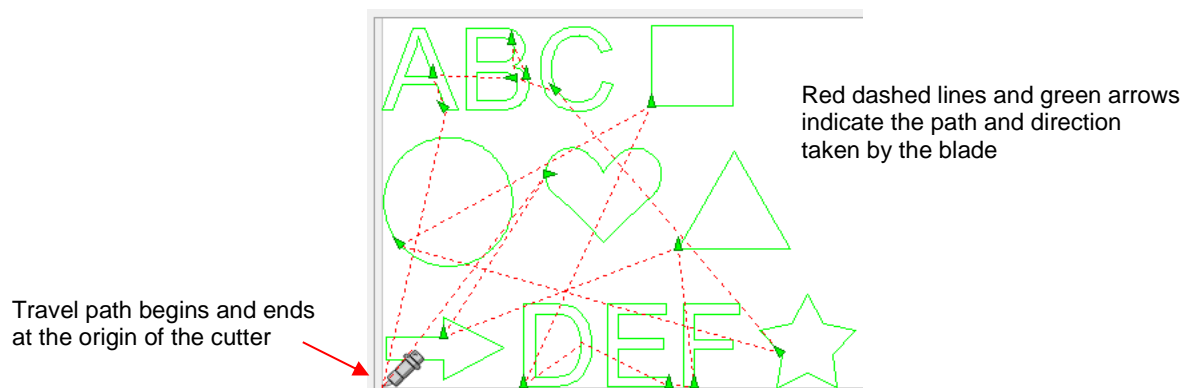 ABC
Red dashed lines and green arrows
indicate the path and direction
taken by the blade
Travel path begins and ends
at the origin of the cutter
DEF